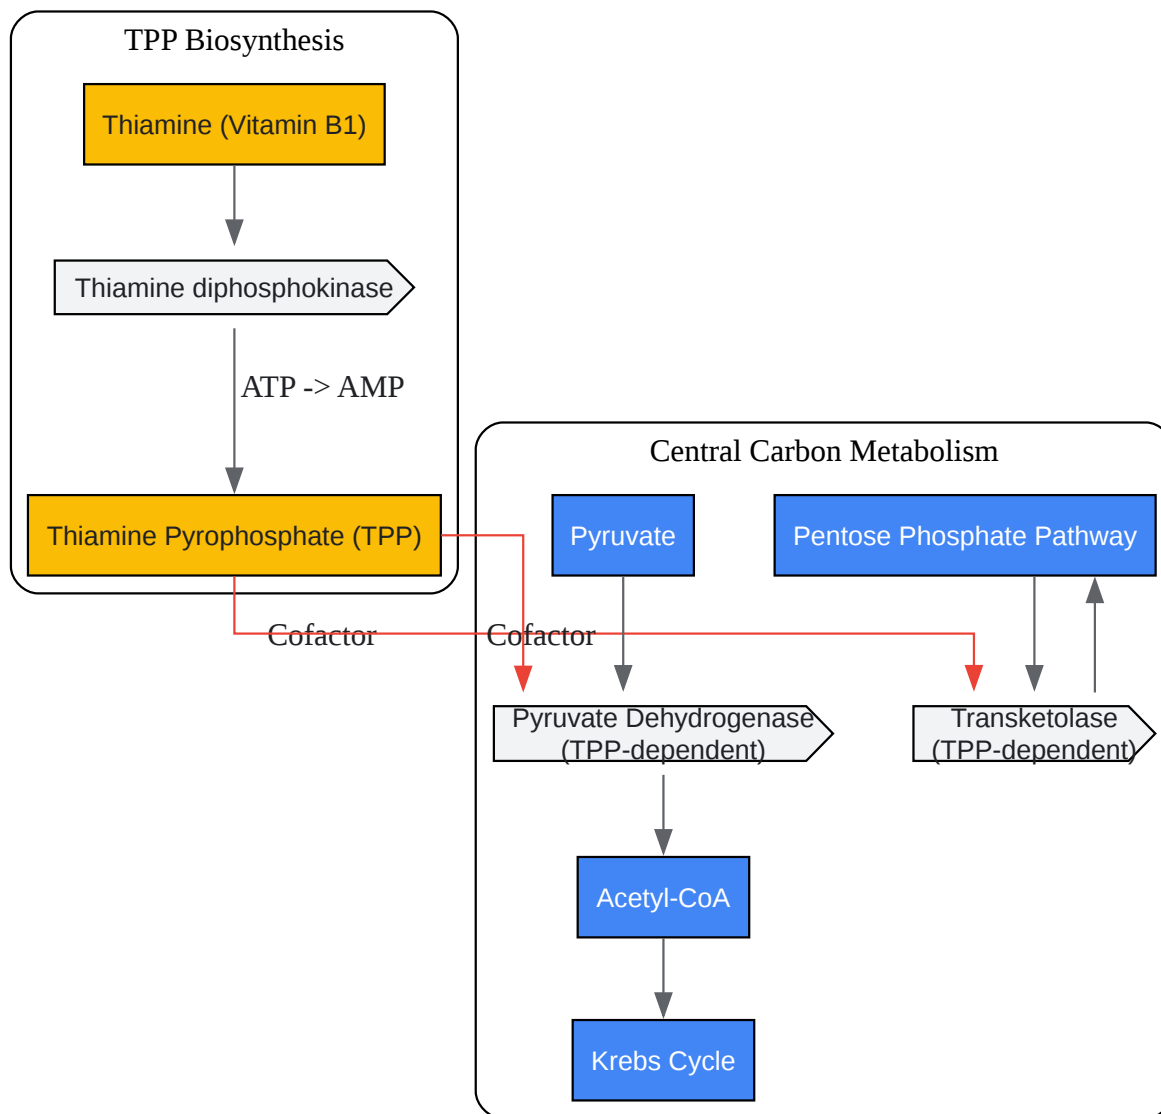 TPP Biosynthesis
Thiamine (Vitamin B1)
Thiamine diphosphokinase
ATP -> AMP
Thiamine Pyrophosphate (TPP)
Cofactor
Cofactor
Central Carbon Metabolism
Pyruvate
Pentose Phosphate Pathway
Pyruvate Dehydrogenase
(TPP-dependent)
Transketolase
(TPP-dependent)
Acetyl-CoA
Krebs Cycle